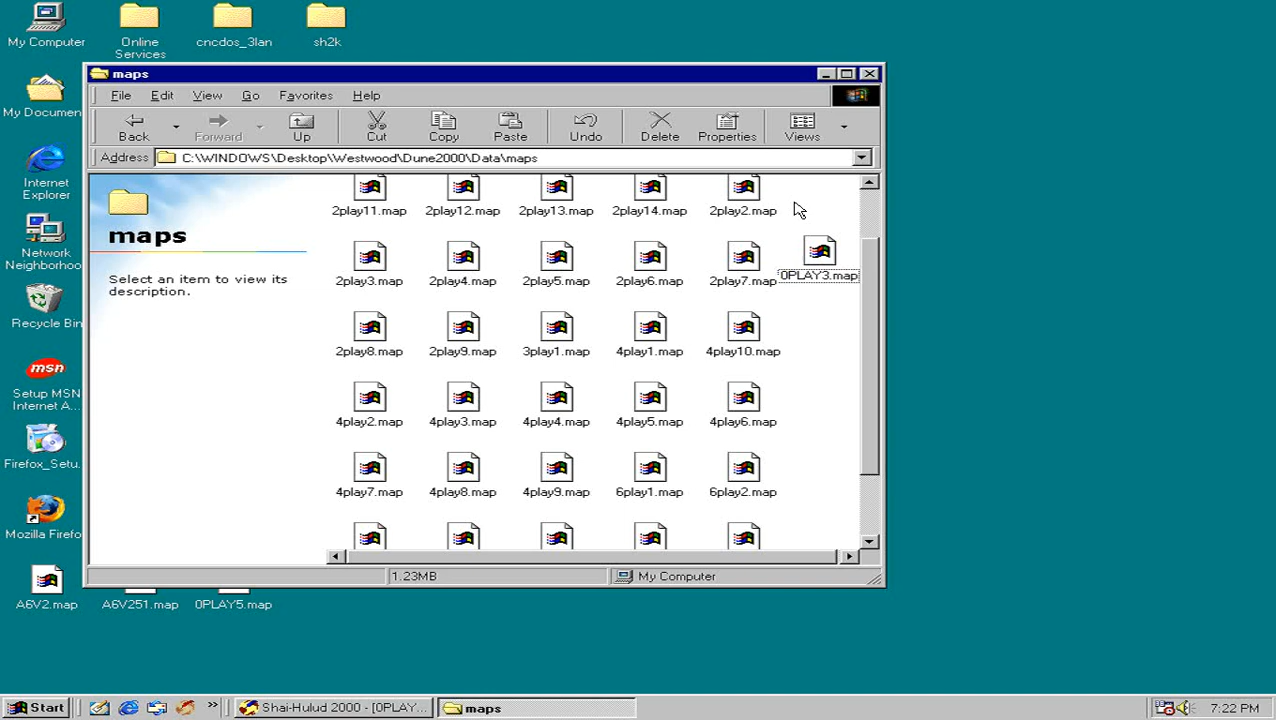 My Computer
Online
Services
cncdos_3lan
sh2k
My Documen
Internet
Explorer
Network
Neighborhoo
Recycle Bin
msn
Setup MSN
Internet A...
Firefox_Setu.
Mozilla Firefo
A6V2.map
A6V251.map
0PLAY5.map
maps
File Edit View Go Favorites Help
Back Forward Up Cut Copy Paste Undo Delete Properties Views
Address C:\WINDOWS\Desktop\Westwood\Dune2000\Data\maps
maps
Select an item to view its
description.
2play11.map 2play12.map 2play13.map 2play14.map 2play2.map
2play3.map 2play4.map 2play5.map 2play6.map 2play7.map 0PLAY3.map
2play8.map 2play9.map 3play1.map 4play1.map 4play10.map
4play2.map 4play3.map 4play4.map 4play5.map 4play6.map
4play7.map 4play8.map 4play9.map 6play1.map 6play2.map
1.23MB My Computer
Start » Shai-Hulud 2000 - [0PLAY... maps 7:22 PM